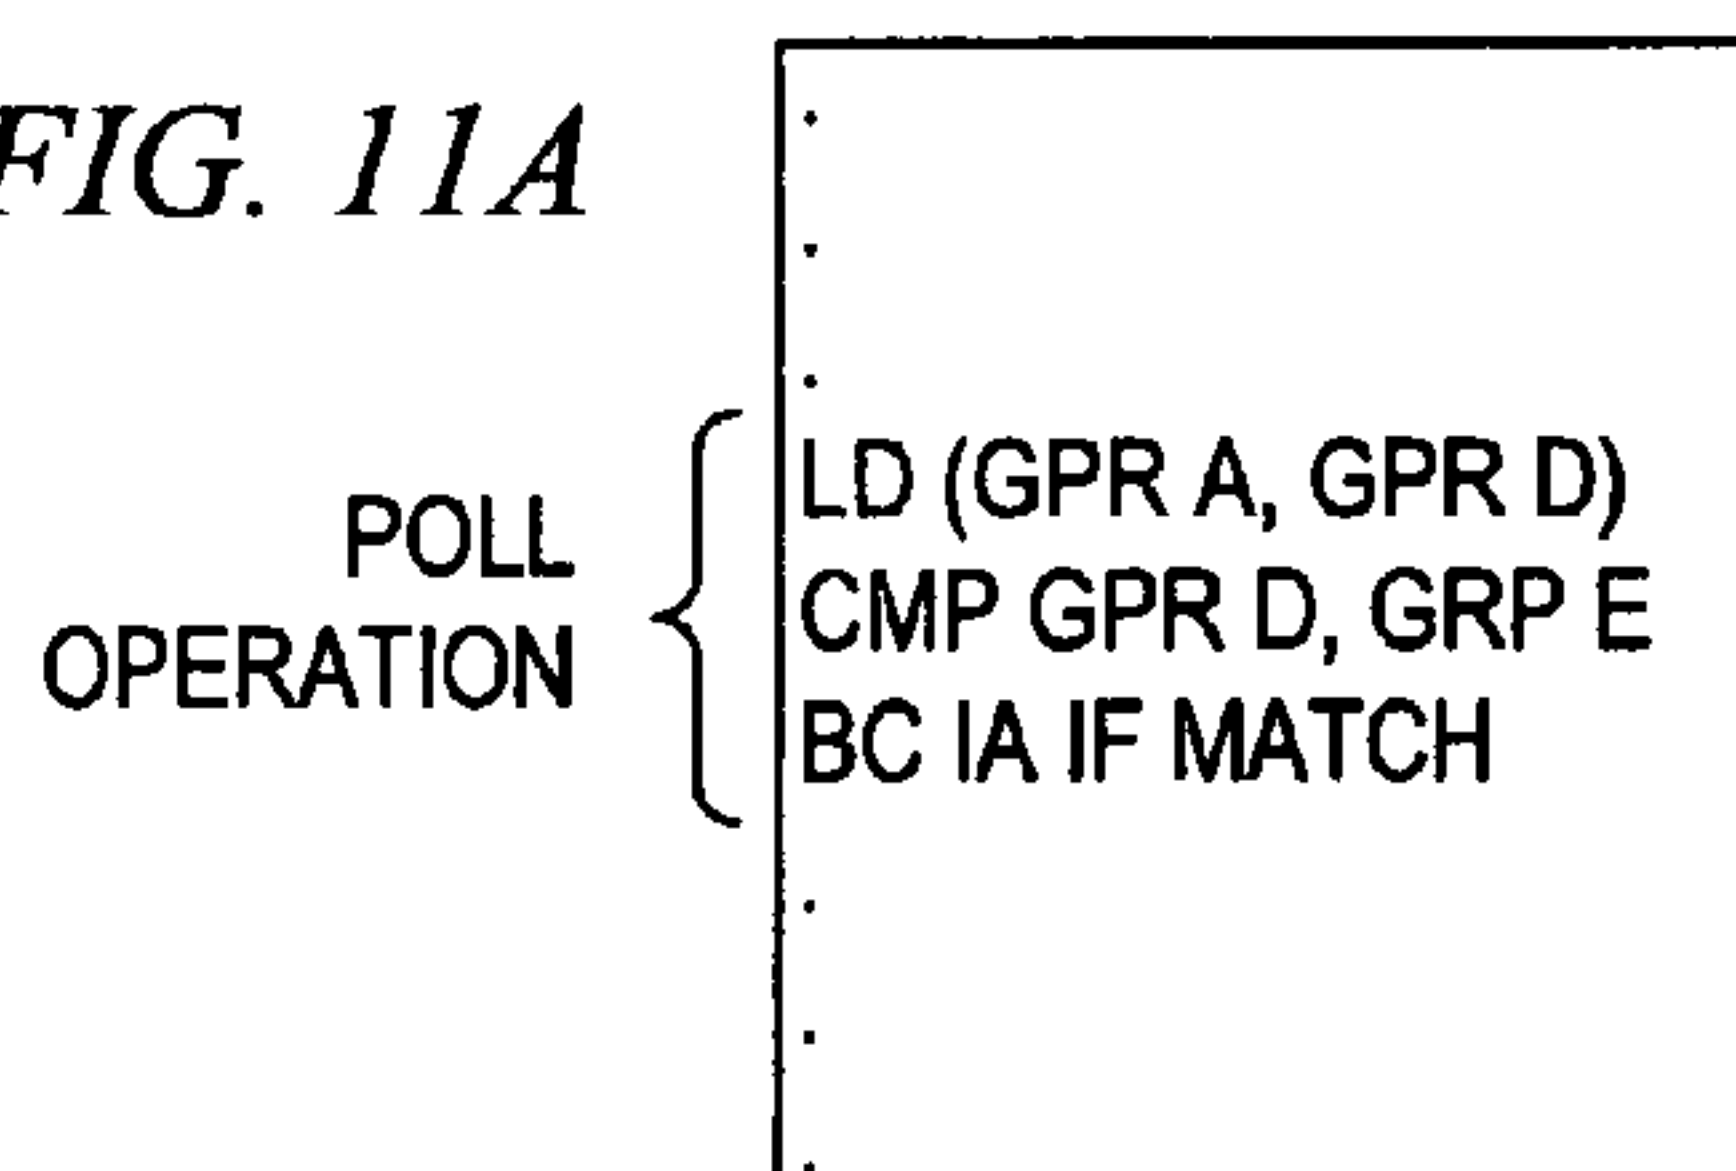 FIG. 11A
LD (GPR A, GPR D)
POLL
OPERATION
CMP GPR D, GRP E
BC IA IF MATCH